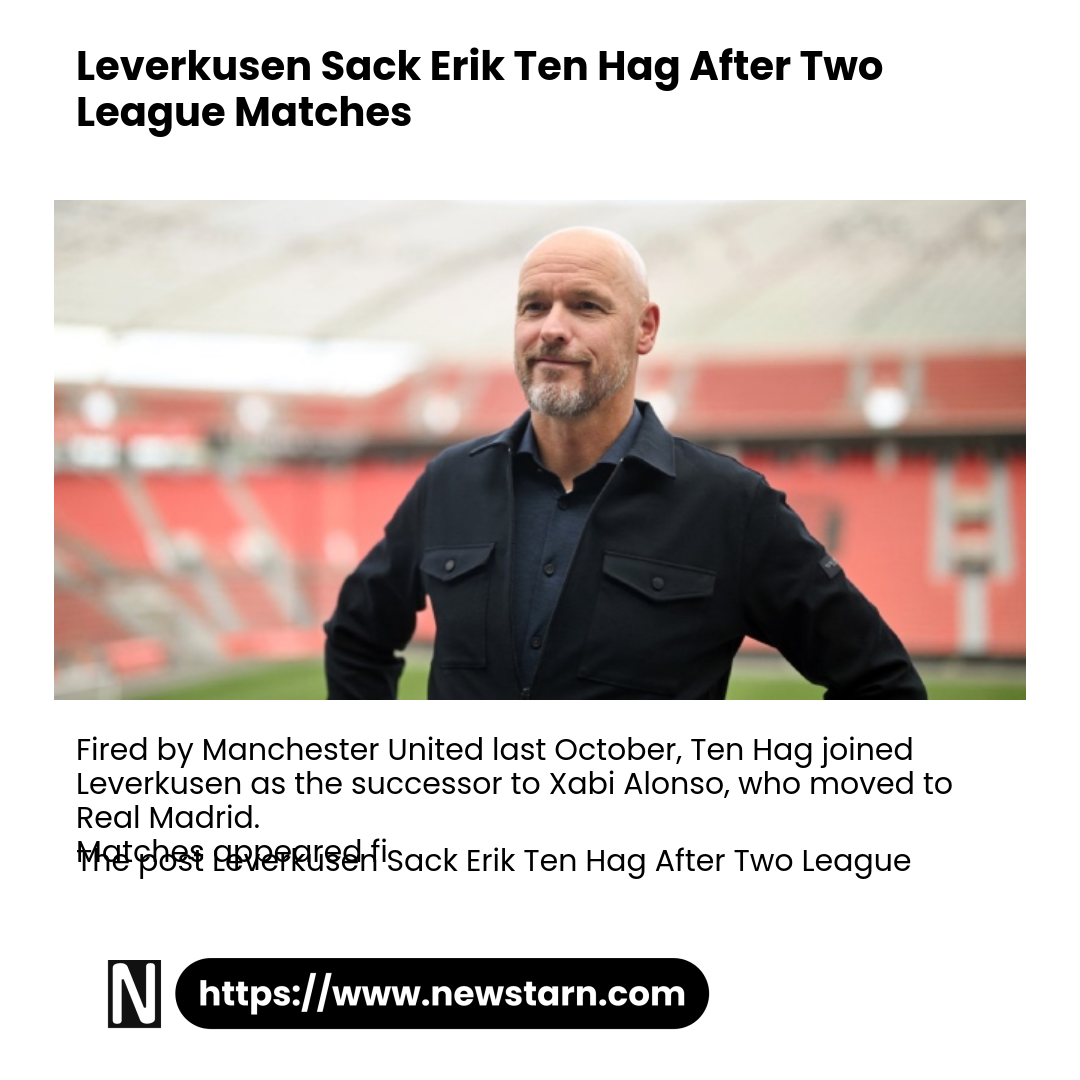 Leverkusen Sack Erik Ten Hag After Two
League Matches
Fired by Manchester United last October, Ten Hag joined
Leverkusen as the successor to Xabi Alonso, who moved to
Real Madrid.
Matches appeared fi
The post Leverkusen Sack Erik Ten Hag After Two League
N https://www.newstarn.com